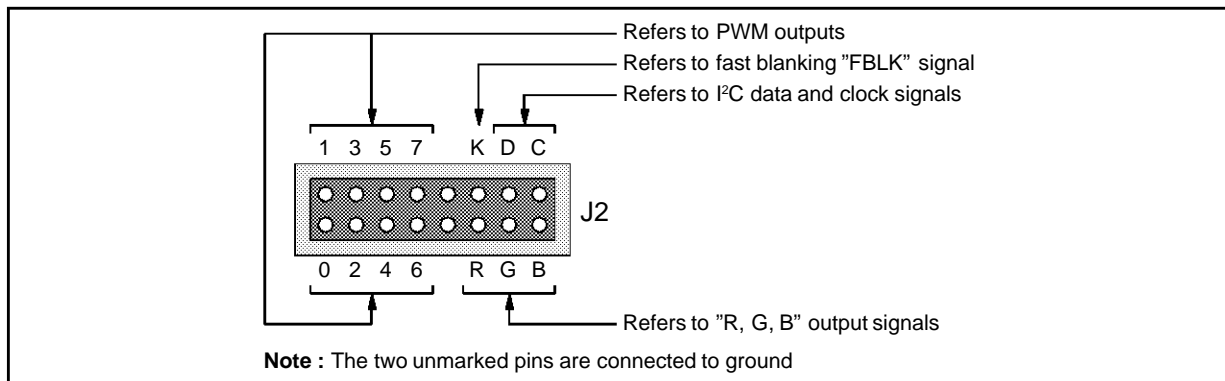 Refers to PWM outputs
Refers to fast blanking ”FBLK” signal
Refers to I²C data and clock signals
1 3 5 7 K D C
J2
0 2 4 6 R G B
Refers to ”R, G, B” output signals
Note : The two unmarked pins are connected to ground